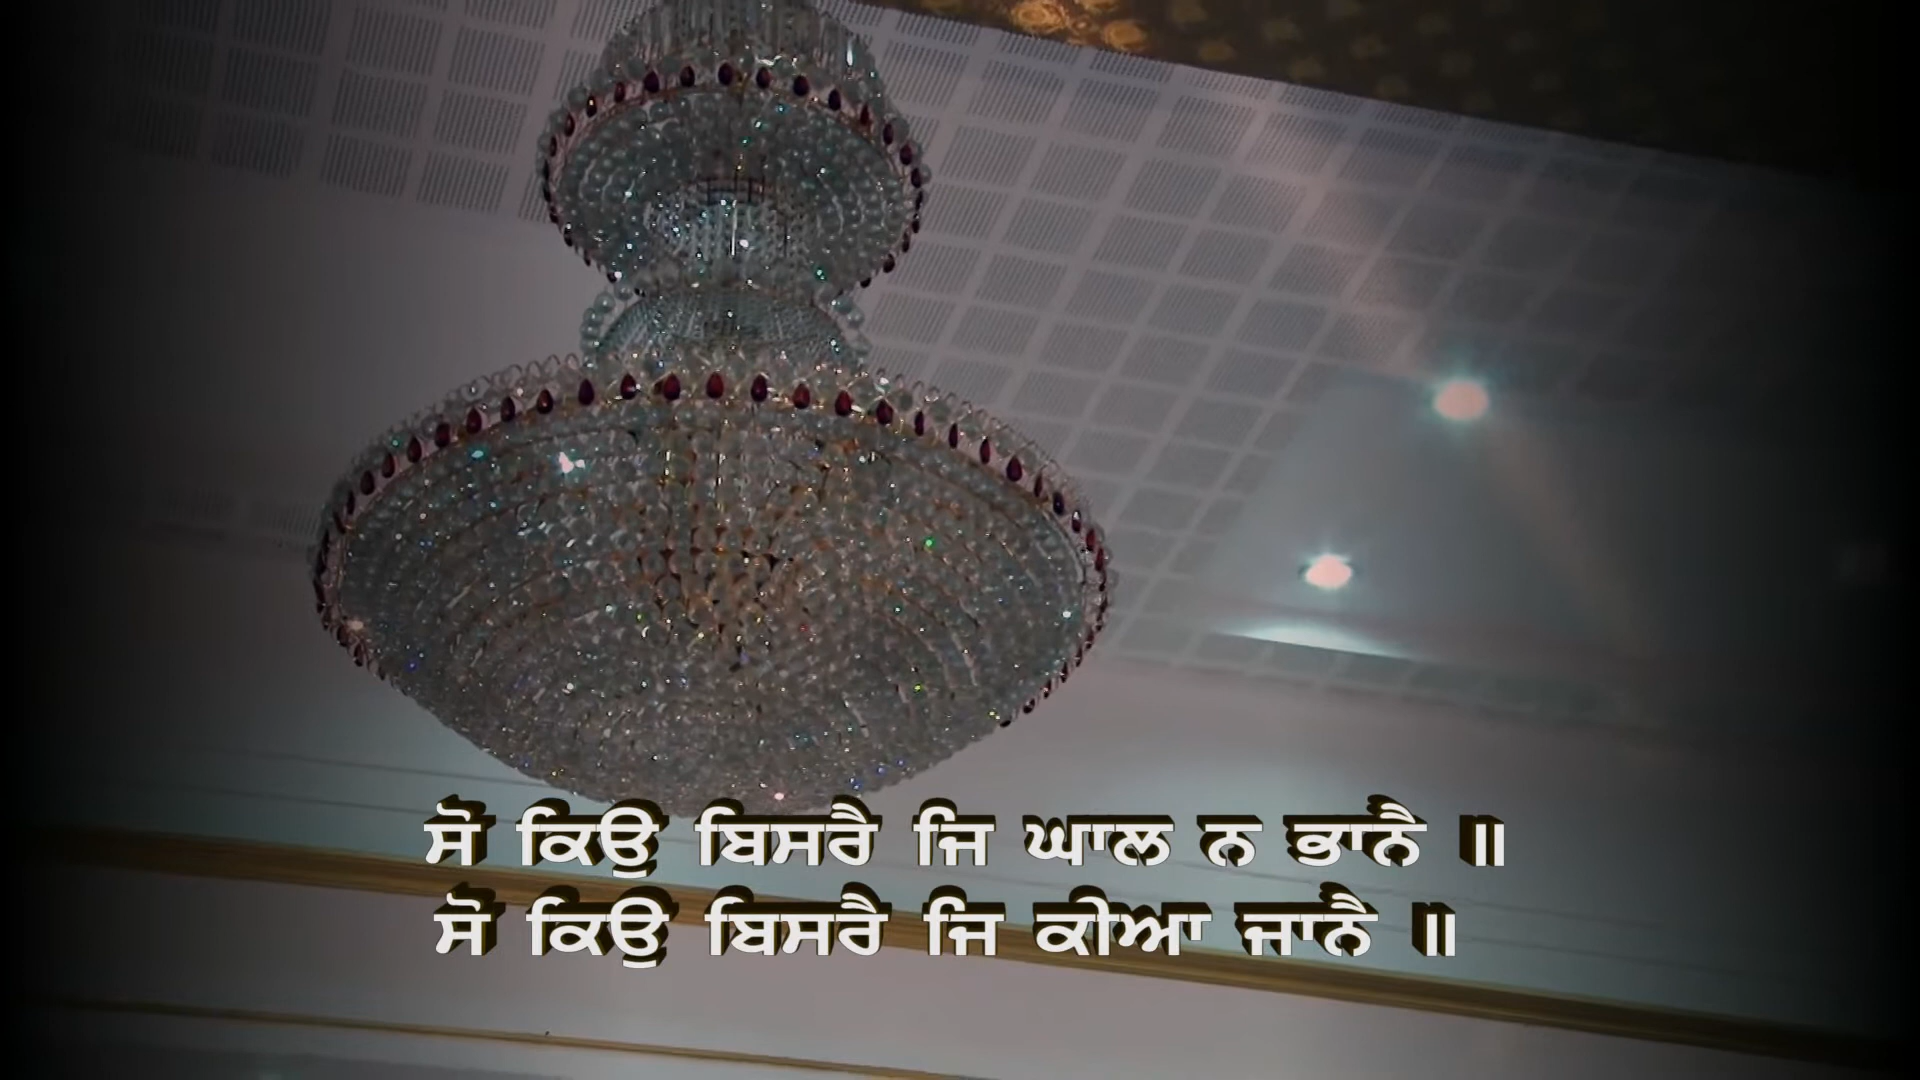 ਸੋ ਕਿਉ ਬਿਸਰੈ ਜਿ ਘਾਲ ਨ ਭਾਨੈ ॥
ਸੋ ਕਿਉ ਬਿਸਰੈ ਜਿ ਕੀਆ ਜਾਨੈ ॥